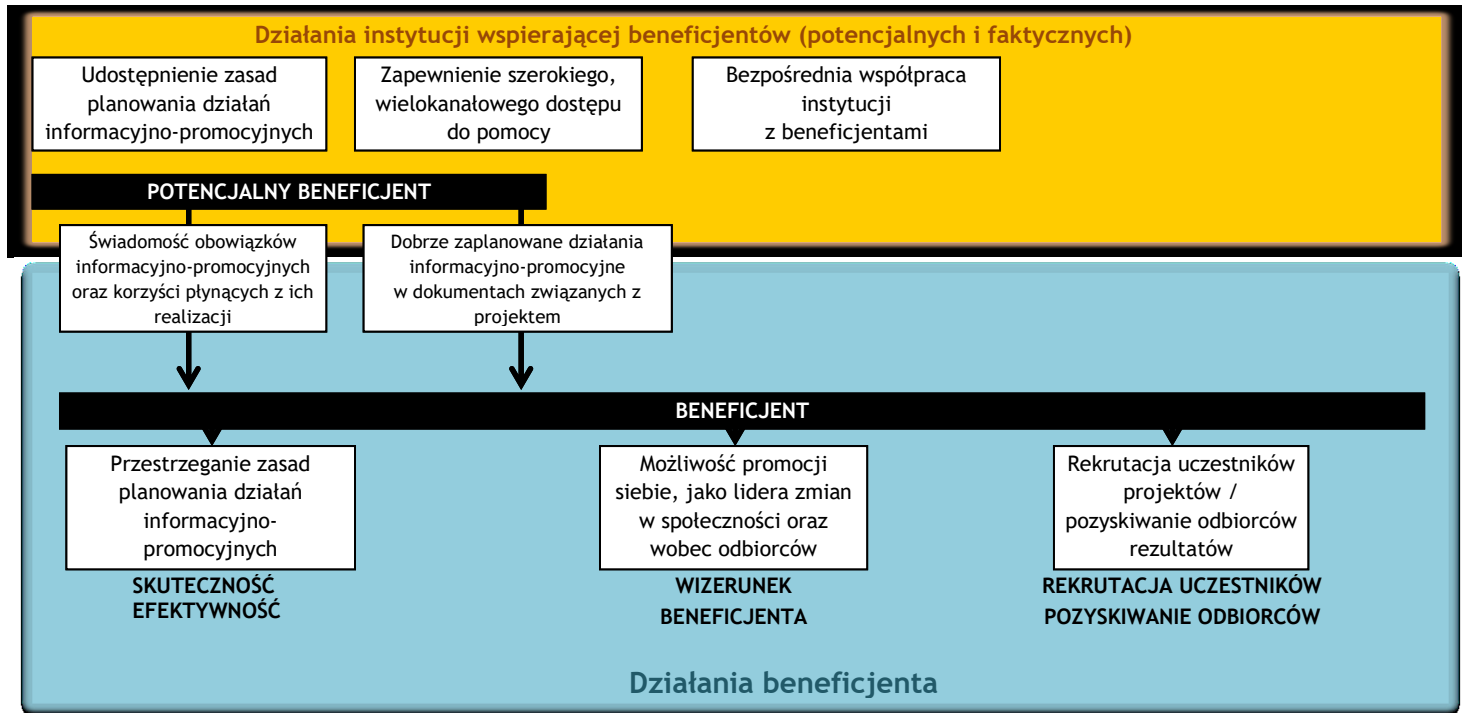 Działania instytucji wspierającej beneficjentów (potencjalnych i faktycznych)
Udostępnienie zasad
planowania działań
informacyjno-promocyjnych
Zapewnienie szerokiego,
wielokanałowego dostępu
do pomocy
Bezpośrednia współpraca
instytucji
z beneficjentami
POTENCJALNY BENEFICJENT
Świadomość obowiązków
informacyjno-promocyjnych
oraz korzyści płynących z ich
realizacji
Dobrze zaplanowane działania
informacyjno-promocyjne
w dokumentach związanych z
projektem
BENEFICJENT
Przestrzeganie zasad
planowania działań
informacyjno-
promocyjnych
SKUTECZNOŚĆ
EFEKTYWNOŚĆ
Możliwość promocji
siebie, jako lidera zmian
w społeczności oraz
wobec odbiorców
WIZERUNEK
BENEFICJENTA
Rekrutacja uczestników
projektów /
pozyskiwanie odbiorców
rezultatów
REKRUTACJA UCZESTNIKÓW
POZYSKIWANIE ODBIORCÓW
Działania beneficjenta